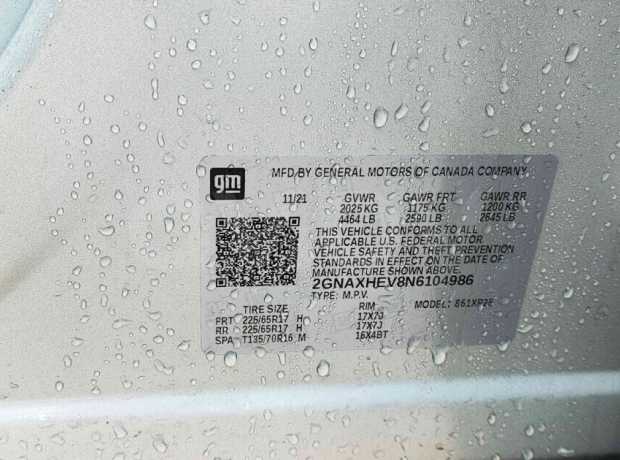 gm
MFD BY GENERAL MOTORS OF CANADA COMPANY
11/21 GVWR GAWR FRT GAWR RR
2025 KG 1175 KG 1200 KG
4464 LB 2590 LB 2645 LB
THIS VEHICLE CONFORMS TO ALL
APPLICABLE U.S. FEDERAL MOTOR
VEHICLE SAFETY AND THEFT PREVENTION
STANDARDS IN EFFECT ON THE DATE OF
MANUFACTURE SHOWN ABOVE.
2GNAXHEV8N6104986
TYPE: M.P.V. MODEL:
TIRE SIZE RIM
FRT 225/65R17 H 17X7J
RR 225/65R17 H 17X7J
SPA T135/70R16 M 16X4BT